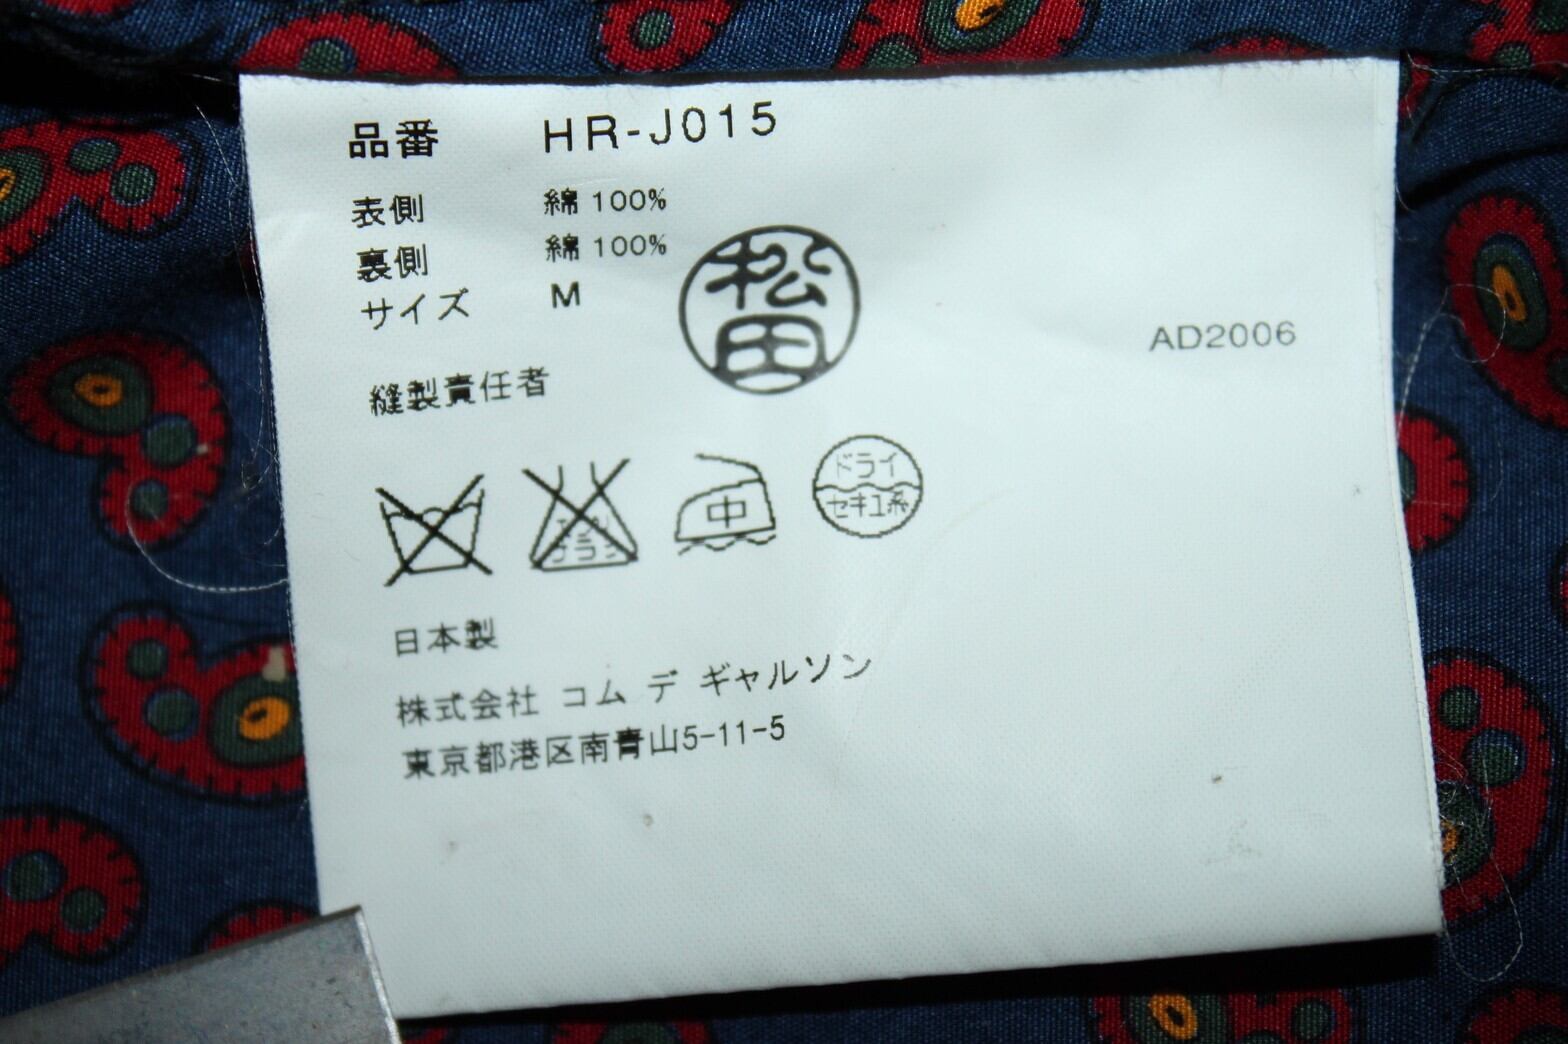 品番 HR-J015
表側 綿 100%
裏側 綿 100%
サイズ M
松田
AD2006
縫製責任者
中
ドライ
セキユ系
日本製
株式会社 コム デ ギャルソン
東京都港区南青山5-11-5